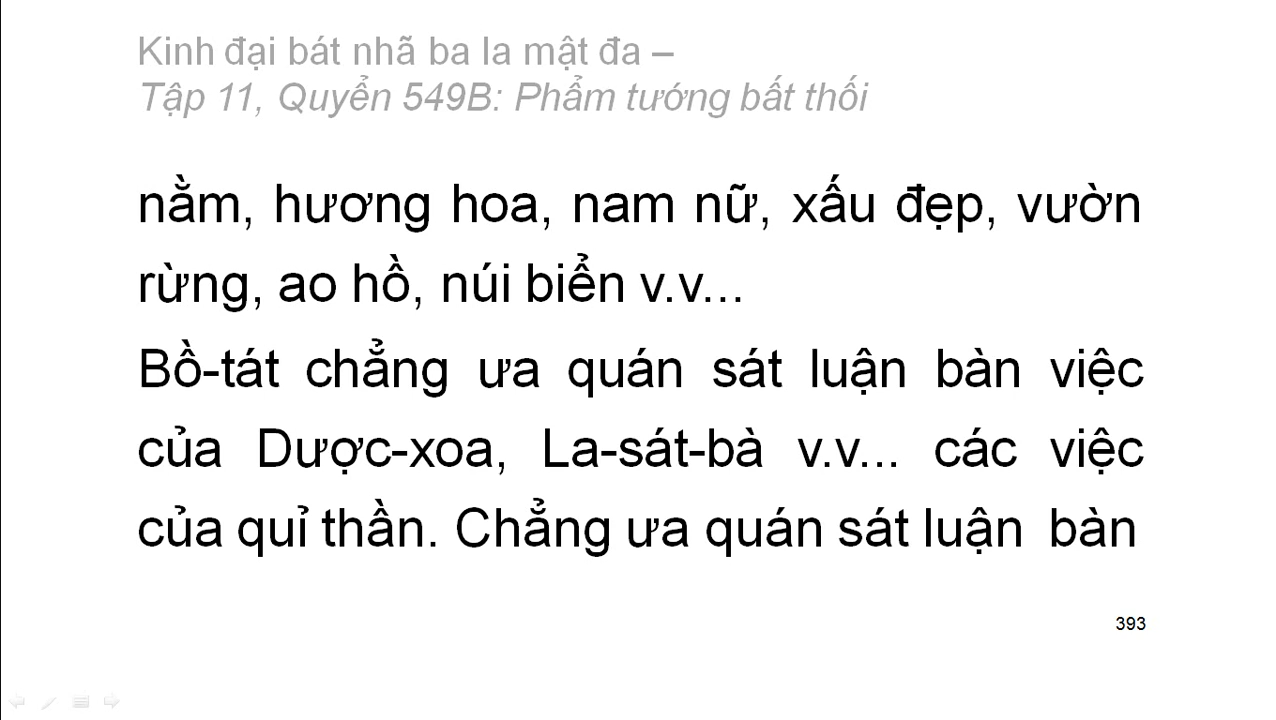 Kinh đại bát nhã ba la mật đa –
Tập 11, Quyển 549B: Phẩm tướng bất thối
nằm, hương hoa, nam nữ, xấu đẹp, vườn
rừng, ao hồ, núi biển v.v...
Bồ-tát chẳng ưa quán sát luận bàn việc
của Dược-xoa, La-sát-bà v.v... các việc
của quỉ thần. Chẳng ưa quán sát luận bàn
393